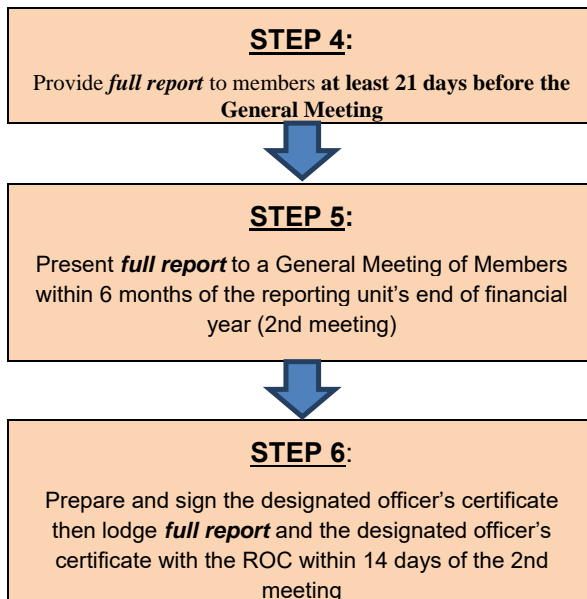 STEP 4:
Provide full report to members at least 21 days before the
General Meeting
STEP 5:
Present full report to a General Meeting of Members
within 6 months of the reporting unit's end of financial
year (2nd meeting)
STEP 6:
Prepare and sign the designated officer's certificate
then lodge full report and the designated officer's
certificate with the ROC within 14 days of the 2nd
meeting